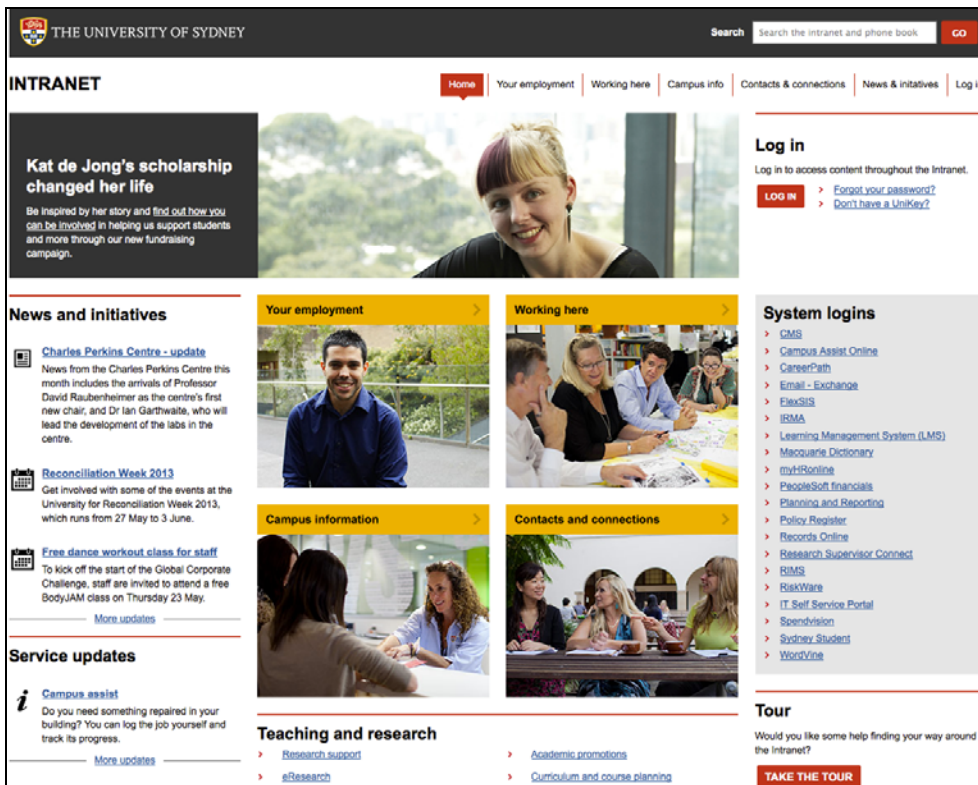 THE UNIVERSITY OF SYDNEY
Search
Search the intranet and phone book
GO
INTRANET
Home
Your employment
Working here
Campus info
Contacts & connections
News & initatives
Log i
Kat de Jong's scholarship
changed her life
Be inspired by her story and find out how you
can be involved in helping us support students
and more through our new fundraising
campaign.
Log in
Log in to access content throughout the Intranet.
LOG IN
Forgot your password?
Don't have a UniKey?
News and initiatives
Charles Perkins Centre - update
News from the Charles Perkins Centre this
month includes the arrivals of Professor
David Raubenheimer as the centre's first
new chair, and Dr Ian Garthwaite, who will
lead the development of the labs in the
centre.
Reconciliation Week 2013
Get involved with some of the events at the
University for Reconciliation Week 2013,
which runs from 27 May to 3 June.
Free dance workout class for staff
To kick off the start of the Global Corporate
Challenge, staff are invited to attend a free
BodyJAM class on Thursday 23 May.
More updates
Service updates
Campus assist
Do you need something repaired in your
building? You can log the job yourself and
track its progress.
More updates
Your employment
Working here
Campus information
Contacts and connections
Teaching and research
Research support
eResearch
Academic promotions
Curriculum and course planning
System logins
CMS
Campus Assist Online
CareerPath
Email - Exchange
FlexSIS
IRMA
Learning Management System (LMS)
Macquarie Dictionary
myHRonline
PeopleSoft financials
Planning and Reporting
Policy Register
Records Online
Research Supervisor Connect
RIMS
RiskWare
IT Self Service Portal
Spendvision
Sydney Student
WordVine
Tour
Would you like some help finding your way around
the Intranet?
TAKE THE TOUR